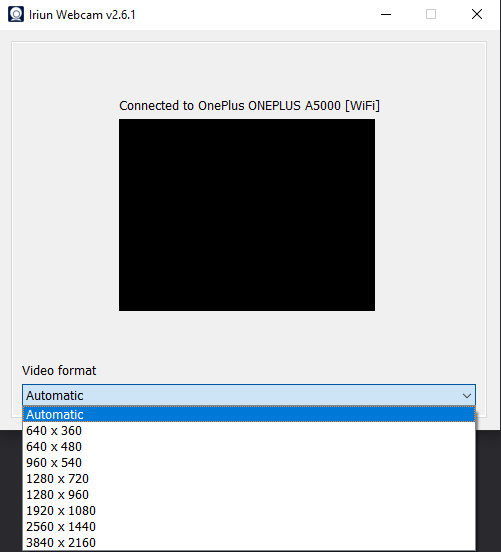 Iriun Webcam v2.6.1
Connected to OnePlus ONEPLUS A5000 [WiFi]
Video format
Automatic
Automatic
640 x 360
640 x 480
960 x 540
1280 x 720
1280 x 960
1920 x 1080
2560 x 1440
3840 x 2160